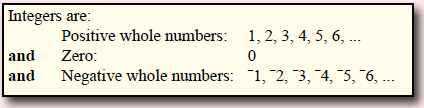 Integers are:
Positive whole numbers: 1, 2, 3, 4, 5, 6, ...
and Zero: 0
and Negative whole numbers: ⁻1, ⁻2, ⁻3, ⁻4, ⁻5, ⁻6, ...